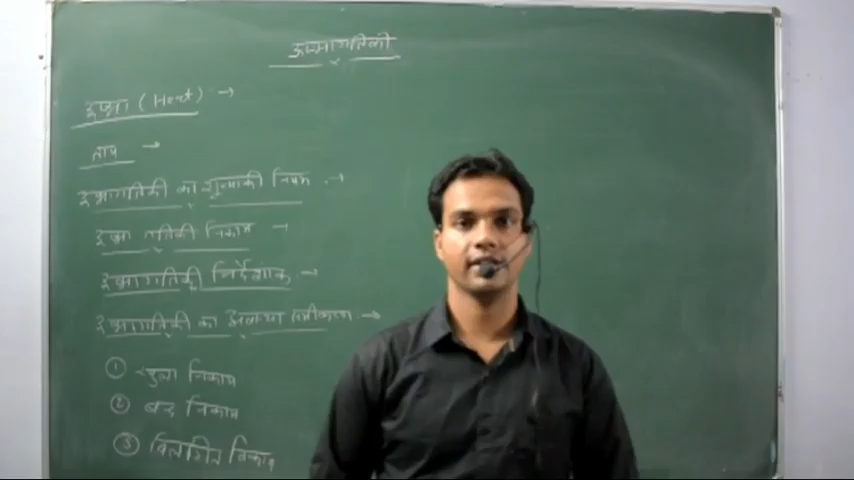 ऊष्मागतिकी
ऊष्मा (Heat) →
ताप →
ऊष्मागतिकी का शून्याकी नियम →
ऊष्मा गतिकी निकाय →
ऊष्मागतिकी निर्देशांक →
ऊष्मागतिकी का अवस्था समीकरण →
① खुला निकाय
② बन्द निकाय
③ विलगित निकाय